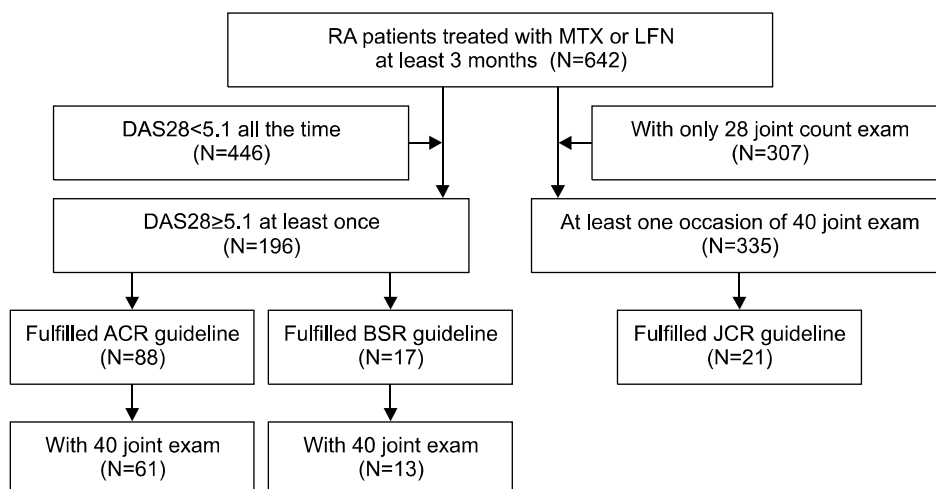 RA patients treated with MTX or LFN
at least 3 months (N=642)
DAS28<5.1 all the time
(N=446)
With only 28 joint count exam
(N=307)
DAS28≥5.1 at least once
(N=196)
At least one occasion of 40 joint exam
(N=335)
Fulfilled ACR guideline
(N=88)
Fulfilled BSR guideline
(N=17)
Fulfilled JCR guideline
(N=21)
With 40 joint exam
(N=61)
With 40 joint exam
(N=13)